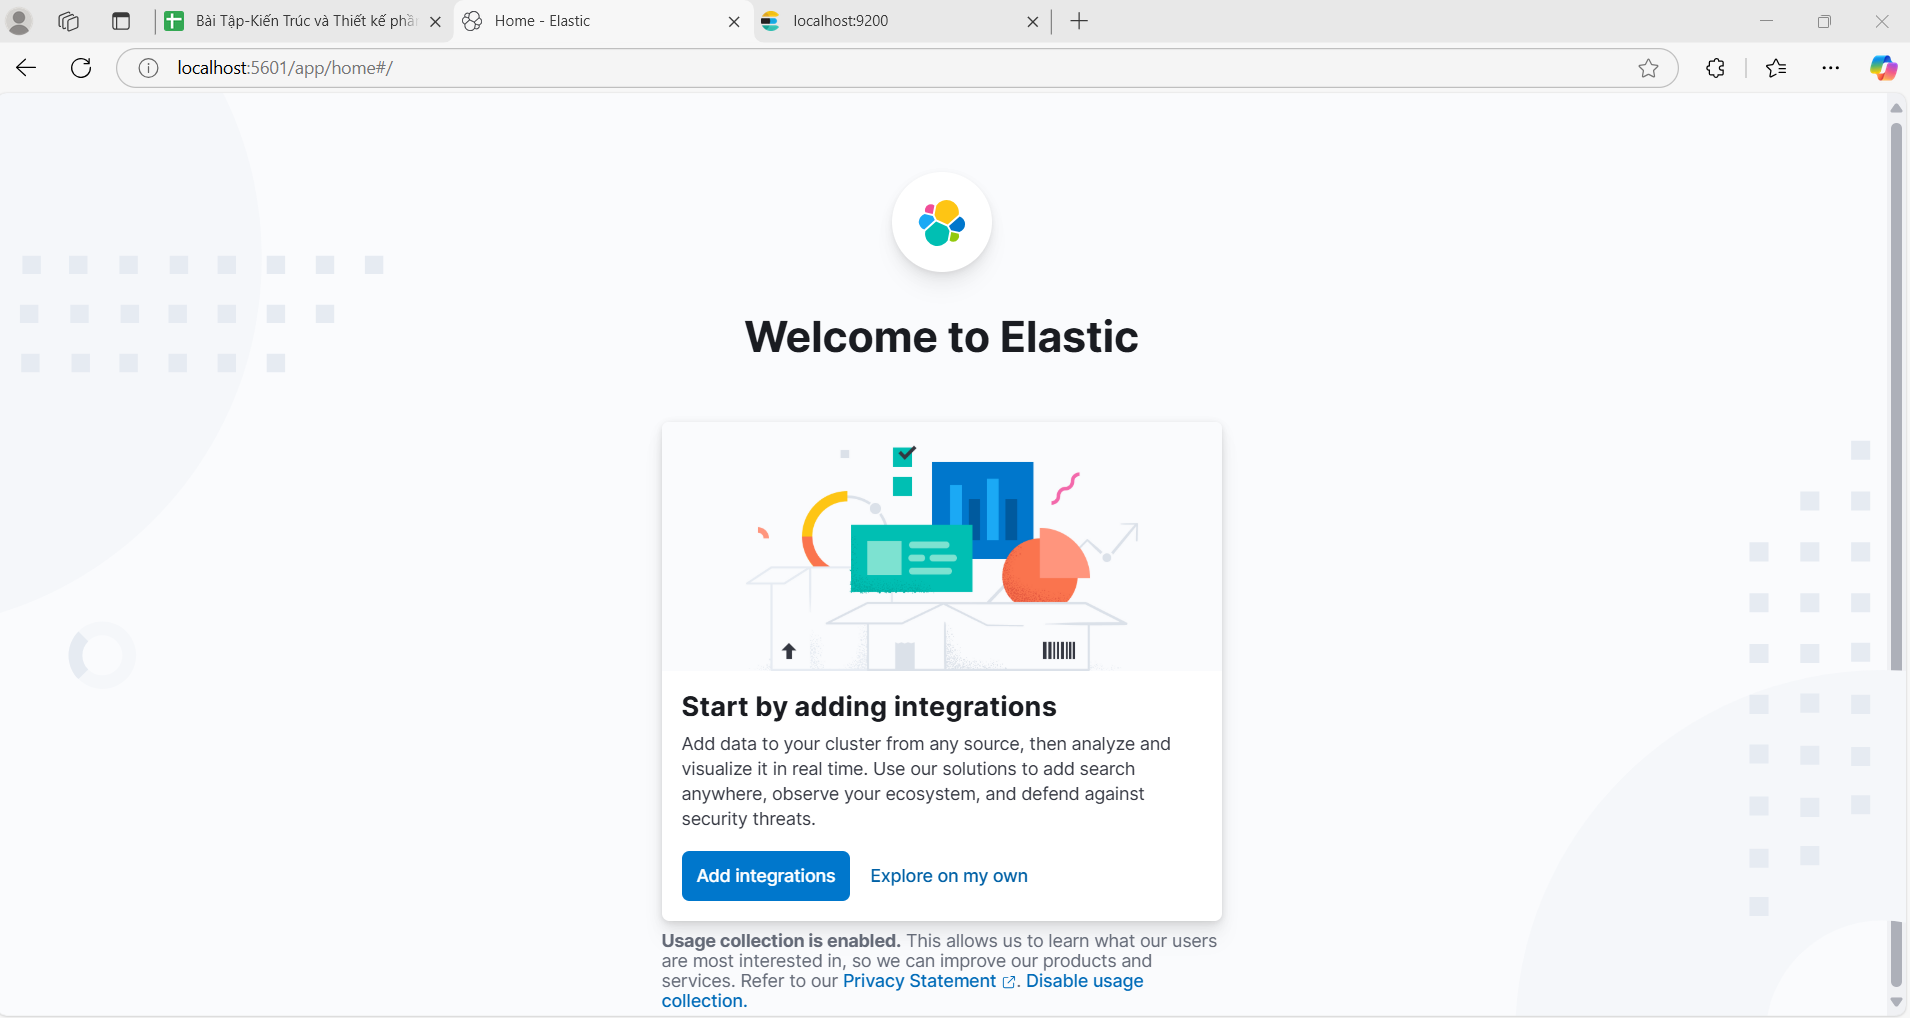 Bài Tập-Kiến Trúc và Thiết kế phần
Home - Elastic
localhost:9200
localhost:5601/app/home#/
Welcome to Elastic
Start by adding integrations
Add data to your cluster from any source, then analyze and
visualize it in real time. Use our solutions to add search
anywhere, observe your ecosystem, and defend against
security threats.
Add integrations
Explore on my own
Usage collection is enabled. This allows us to learn what our users
are most interested in, so we can improve our products and
services. Refer to our Privacy Statement. Disable usage
collection.